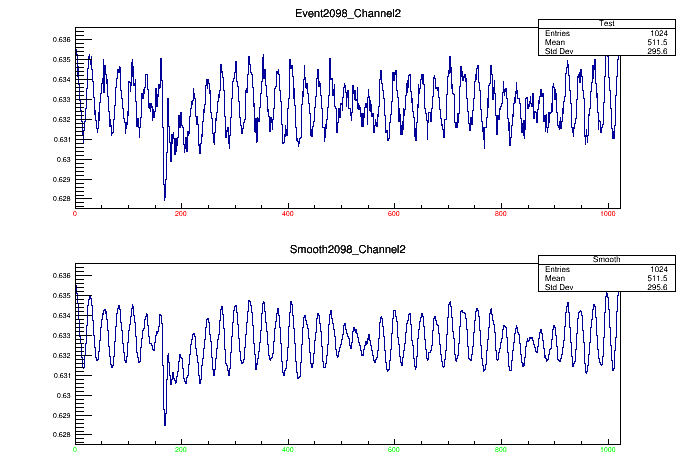 Event2098_Channel2
Test
Entries 1024
Mean 511.5
Std Dev 295.6
0.636
0.635
0.634
0.633
0.632
0.631
0.63
0.629
0.628
0 200 400 600 800 1000
Smooth2098_Channel2
Smooth
Entries 1024
Mean 511.5
Std Dev 295.6
0.636
0.635
0.634
0.633
0.632
0.631
0.63
0.629
0.628
0 200 400 600 800 1000